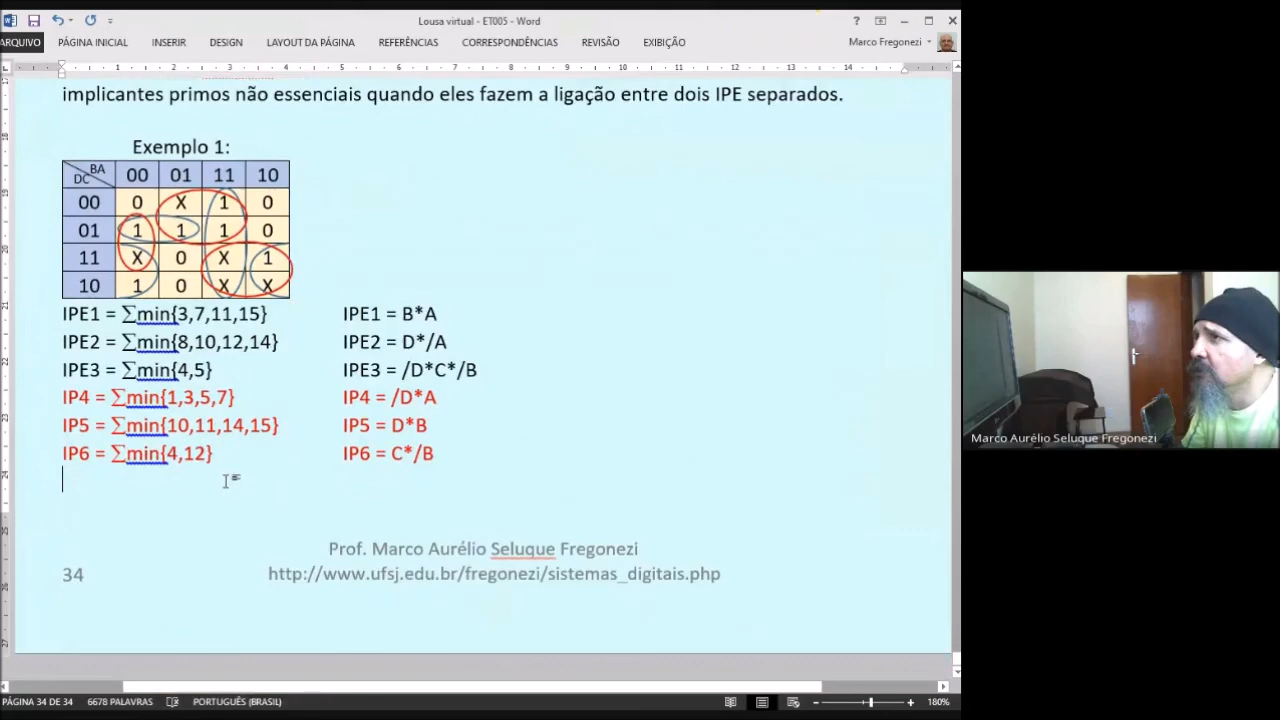 Lousa virtual - ET005 - Word
ARQUIVO PÁGINA INICIAL INSERIR DESIGN LAYOUT DA PÁGINA REFERÊNCIAS CORRESPONDÊNCIAS REVISÃO EXIBIÇÃO Marco Fregonezi
implicantes primos não essenciais quando eles fazem a ligação entre dois IPE separados.
Exemplo 1:
BA DC 00 01 11 10
00 0 X 1 0
01 1 1 1 0
11 X 0 X 1
10 1 0 X X
IPE1 = ∑min{3,7,11,15} IPE1 = B*A
IPE2 = ∑min{8,10,12,14} IPE2 = D*/A
IPE3 = ∑min{4,5} IPE3 = /D*C*/B
IP4 = ∑min{1,3,5,7} IP4 = /D*A
IP5 = ∑min{10,11,14,15} IP5 = D*B
IP6 = ∑min{4,12} IP6 = C*/B
Prof. Marco Aurélio Seluque Fregonezi
34 http://www.ufsj.edu.br/fregonezi/sistemas_digitais.php
PÁGINA 34 DE 34 6678 PALAVRAS PORTUGUÊS (BRASIL) 180%
Marco Aurélio Seluque Fregonezi